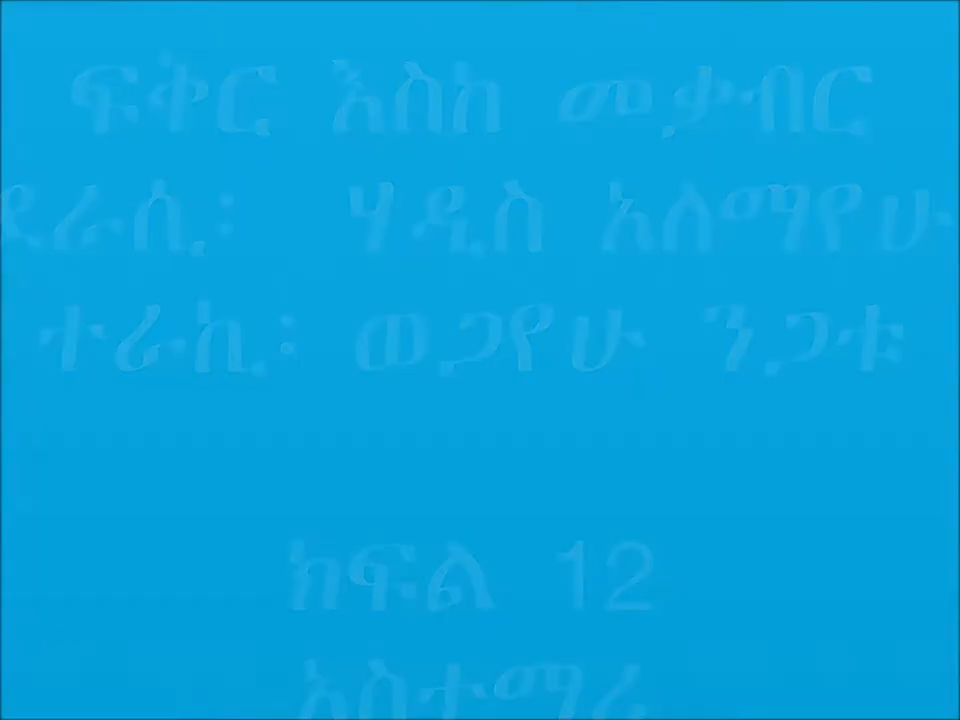 ፍቅር እስከ መቃብር
ደራሲ፡ ሃዲስ አለማየሁ
ተራኪ፡ ወጋየሁ ንጋቱ
ክፍል 12
አስተማሪ